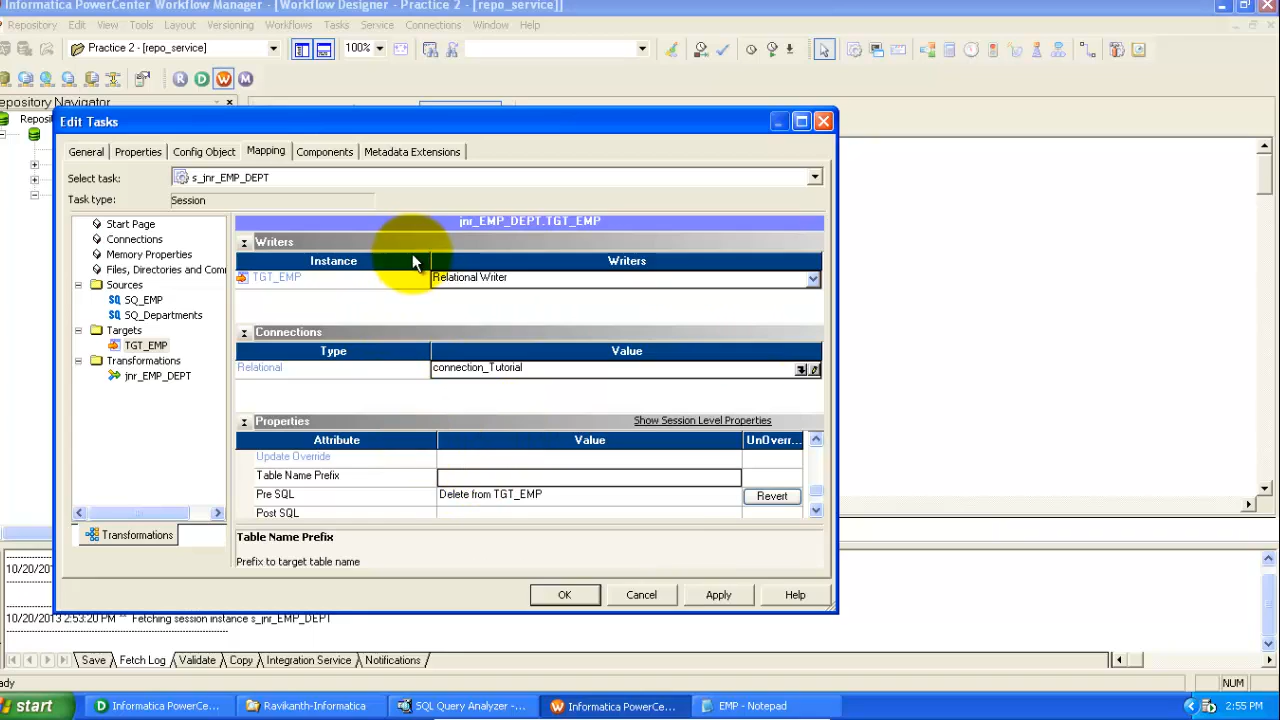 Informatica PowerCenter Workflow Manager - [Workflow Designer - Practice 2 - [repo_service]]
Repository Edit View Tools Layout Versioning Workflows Tasks Service Connections Window Help
Practice 2 - [repo_service] 100%
R D W M
epository Navigator
Reposi
Edit Tasks
General Properties Config Object Mapping Components Metadata Extensions
Select task: s_jnr_EMP_DEPT
Task type: Session
Start Page
Connections
Memory Properties
Files, Directories and Com
Sources
SQ_EMP
SQ_Departments
Targets
TGT_EMP
Transformations
jnr_EMP_DEPT
Transformations
jnr_EMP_DEPT.TGT_EMP
Writers
Instance Writers
TGT_EMP Relational Writer
Connections
Type Value
Relational connection_Tutorial
Properties Show Session Level Properties
Attribute Value UnOverr...
Update Override
Table Name Prefix
Pre SQL Delete from TGT_EMP Revert
Post SQL
Table Name Prefix
Prefix to target table name
OK Cancel Apply Help
10/20/20
10/20/2013 2:53:20 PM ** Fetching session instance s_jnr_EMP_DEPT
Save Fetch Log Validate Copy Integration Service Notifications
ady NUM
start Informatica PowerCe... Ravikanth-Informatica SQL Query Analyzer -... Informatica PowerCe... EMP - Notepad 2:55 PM